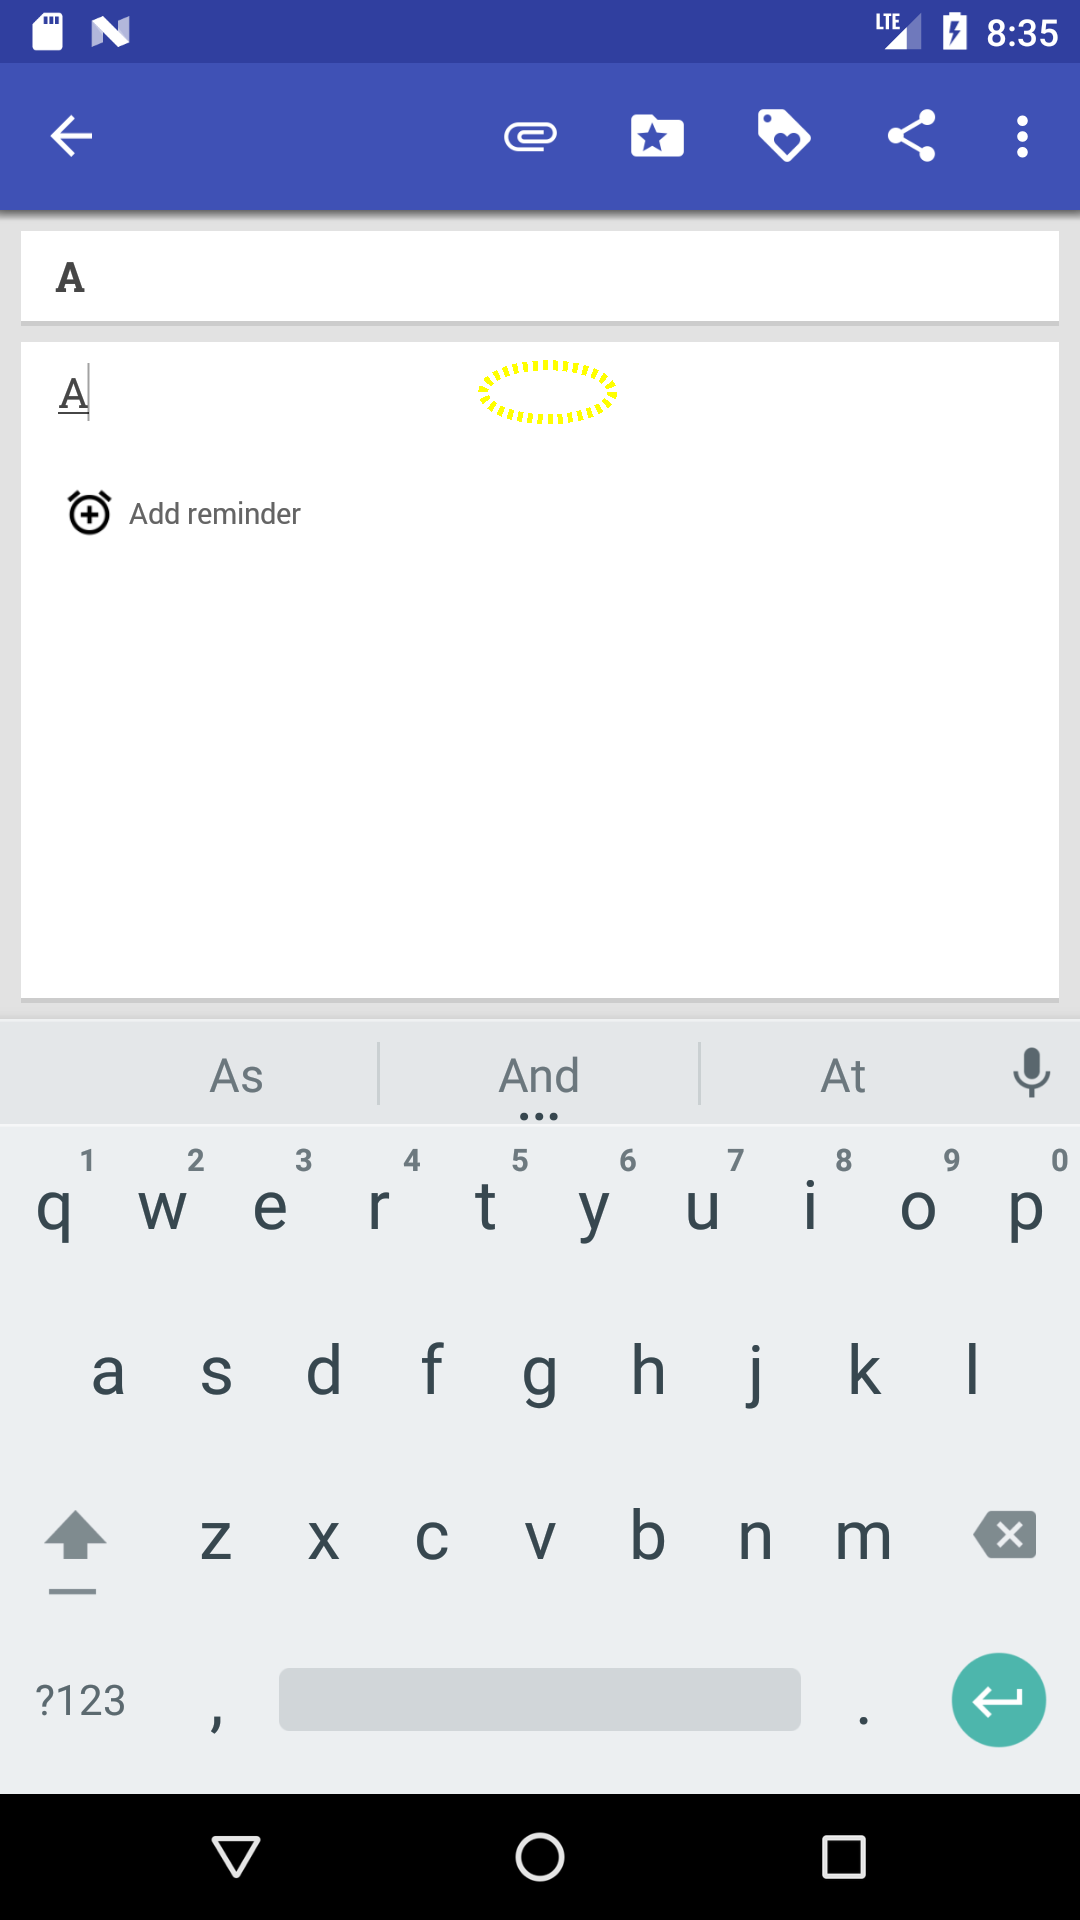 LTE 8:35
A
A
Add reminder
As And At
1 2 3 4 5 6 7 8 9 0
q w e r t y u i o p
a s d f g h j k l
z x c v b n m
?123 , .